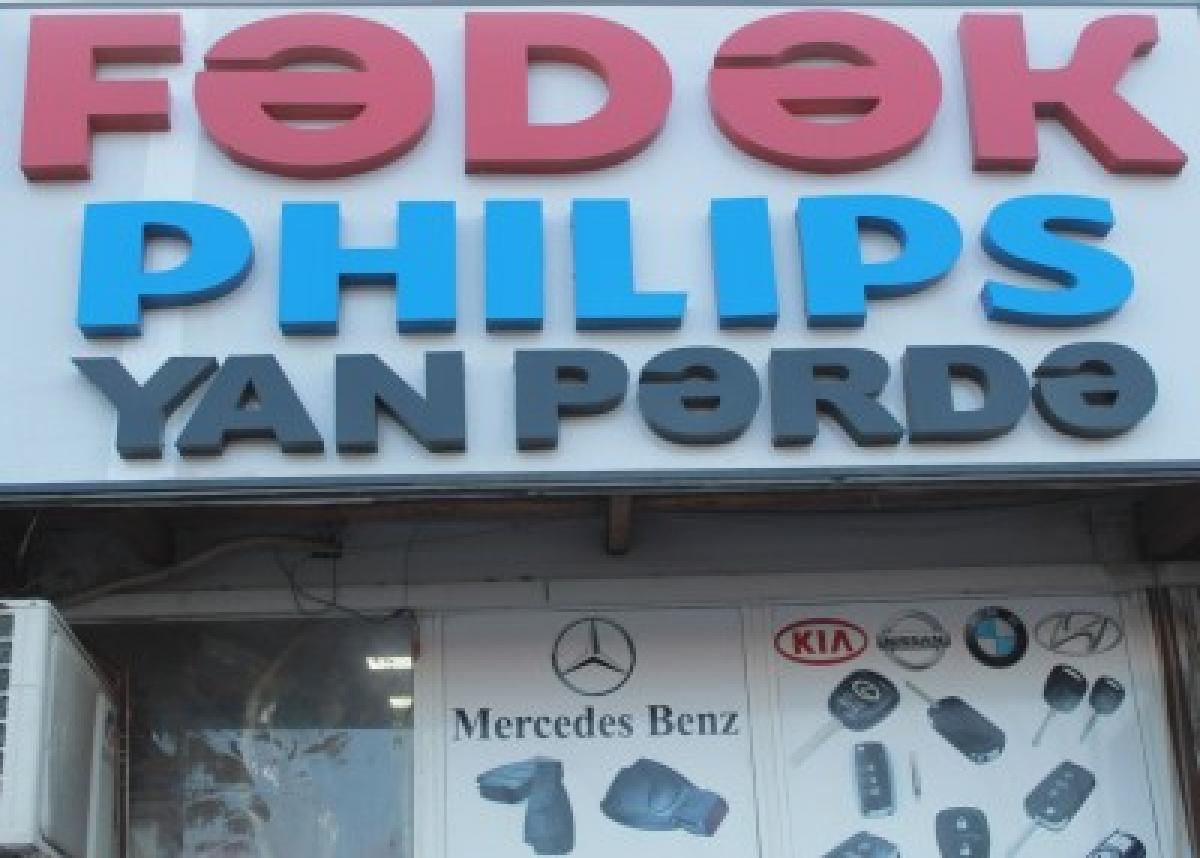 FƏDƏK
PHILIPS
YAN PƏRDƏ
Mercedes Benz
KIA
NISSAN